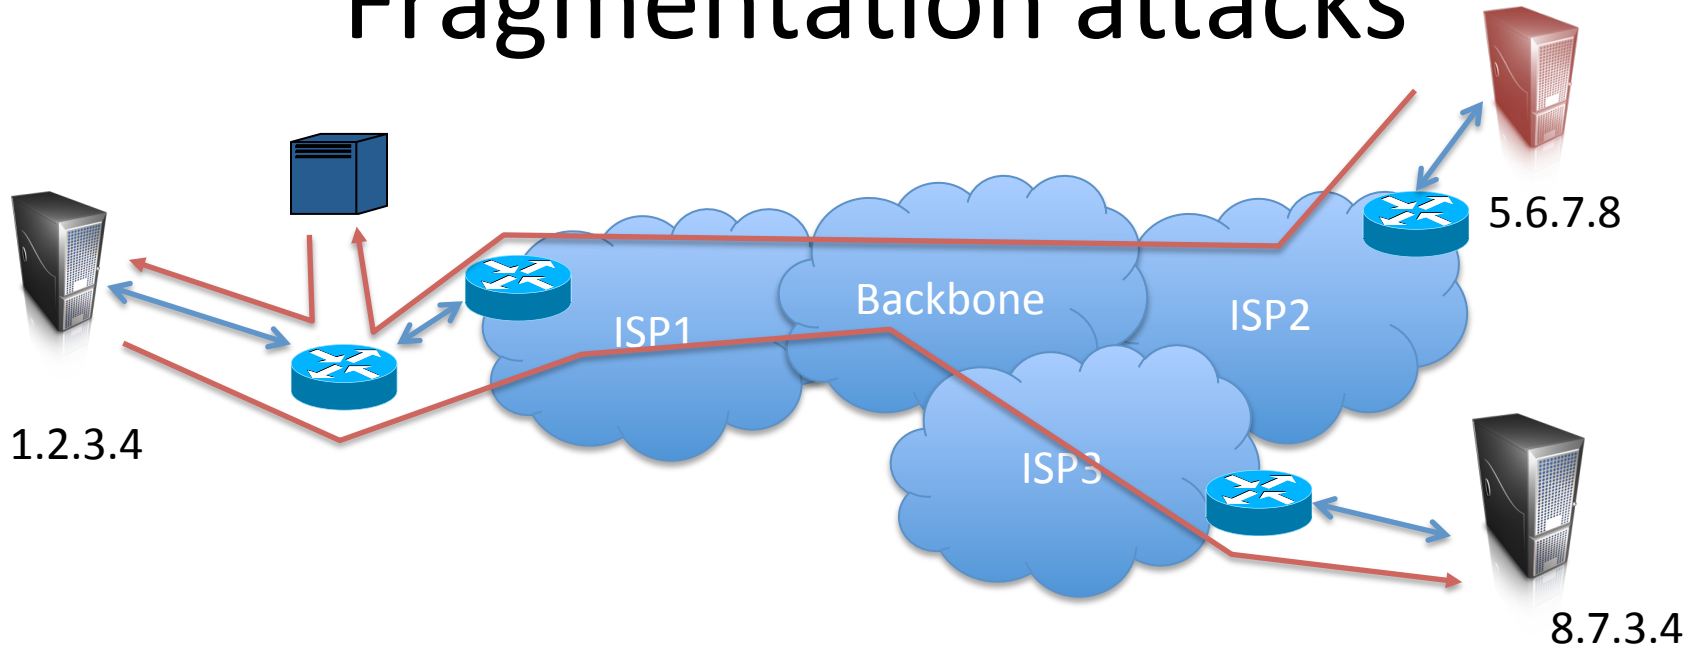 Fragmentation attacks
5.6.7.8
Backbone
ISP2
ISP1
1.2.3.4
ISP3
8.7.3.4